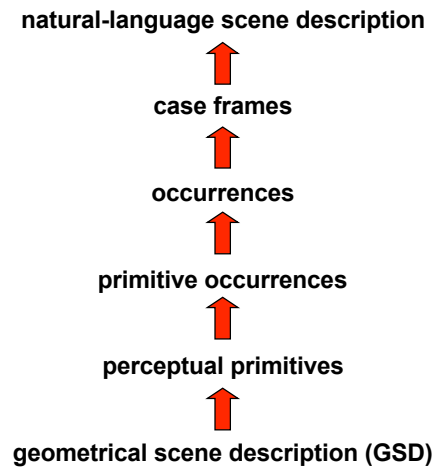 natural-language scene description
case frames
occurrences
primitive occurrences
perceptual primitives
geometrical scene description (GSD)